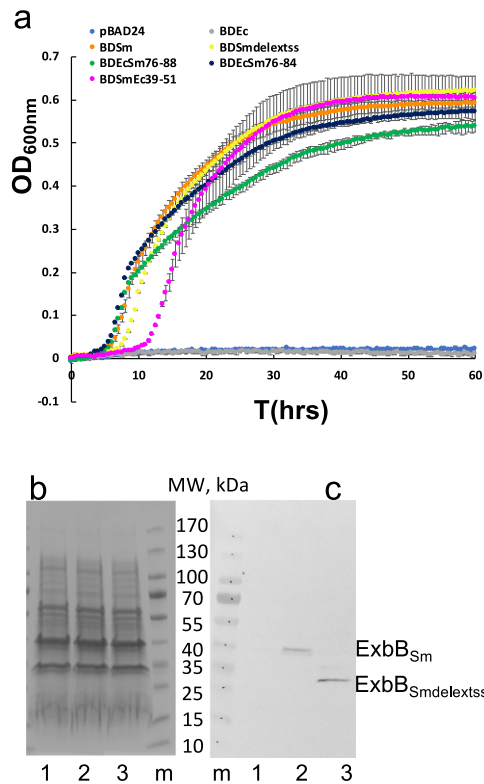 a
pBAD24
BDEc
BDSm
BDSmdelextss
BDEcSm76-88
BDEcSm76-84
BDSmEc39-51
0.7
0.6
0.5
0.4
0.3
0.2
0.1
0
-0.1
OD600nm
0
10
20
30
40
50
60
T(hrs)
b
MW, kDa
c
170
130
100
70
55
40
35
25
15
10
ExbBSm
ExbBSmdelextss
1 2 3 m
m 1 2 3